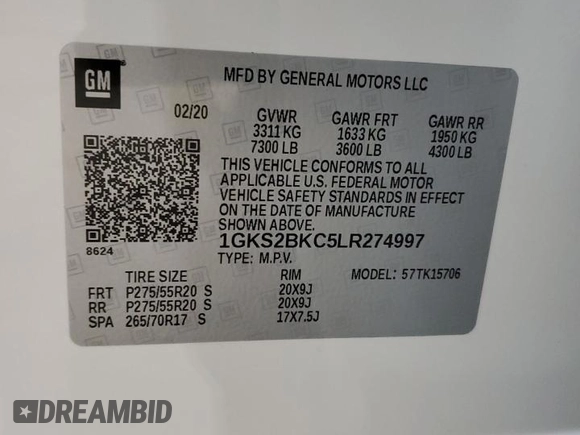 GM
MFD BY GENERAL MOTORS LLC
02/20 GVWR GAWR FRT GAWR RR
3311 KG 1633 KG 1950 KG
7300 LB 3600 LB 4300 LB
THIS VEHICLE CONFORMS TO ALL
APPLICABLE U.S. FEDERAL MOTOR
VEHICLE SAFETY STANDARDS IN EFFECT
ON THE DATE OF MANUFACTURE
SHOWN ABOVE.
8624
1GKS2BKC5LR274997
TYPE: M.P.V.
TIRE SIZE RIM MODEL: 57TK15706
FRT P275/55R20 S 20X9J
RR P275/55R20 S 20X9J
SPA 265/70R17 S 17X7.5J
DREAMBID